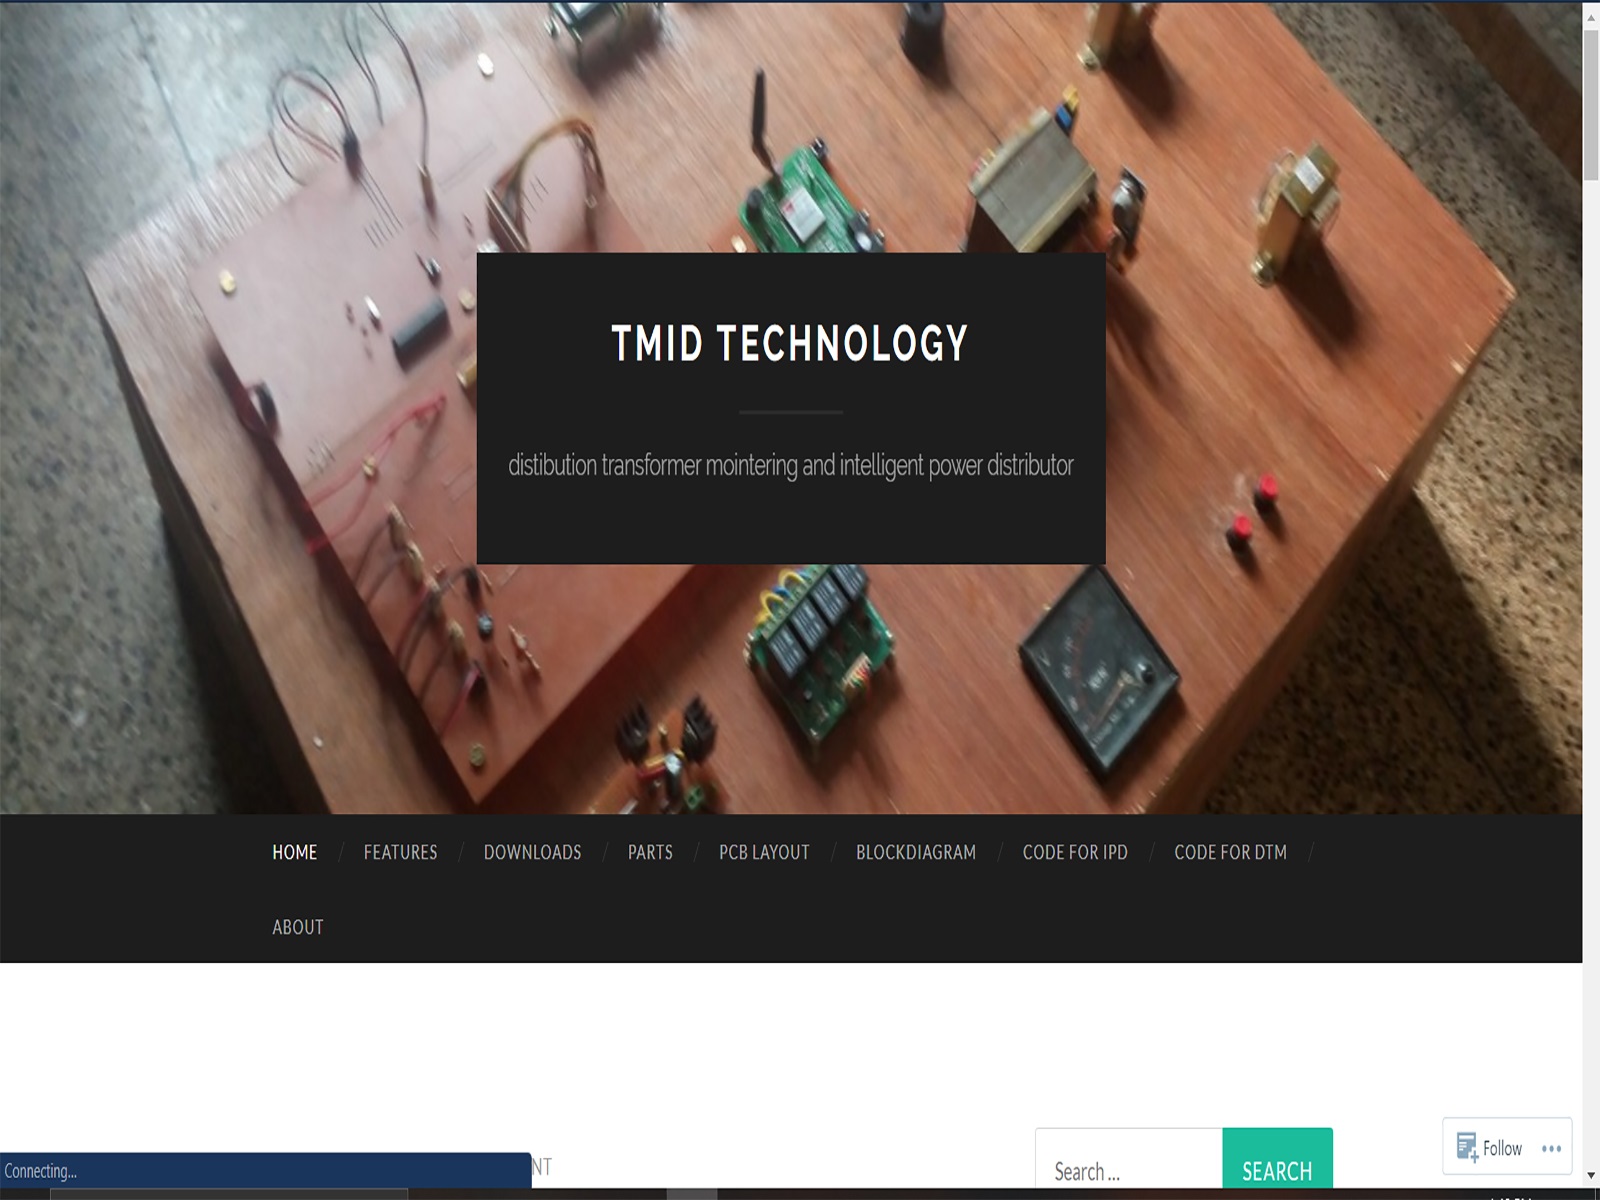 TMID TECHNOLOGY
distibution transformer mointering and intelligent power distributor
HOME / FEATURES / DOWNLOADS / PARTS / PCB LAYOUT / BLOCKDIAGRAM / CODE FOR IPD / CODE FOR DTM /
ABOUT
Search ...
SEARCH
Follow
Connecting...
NT